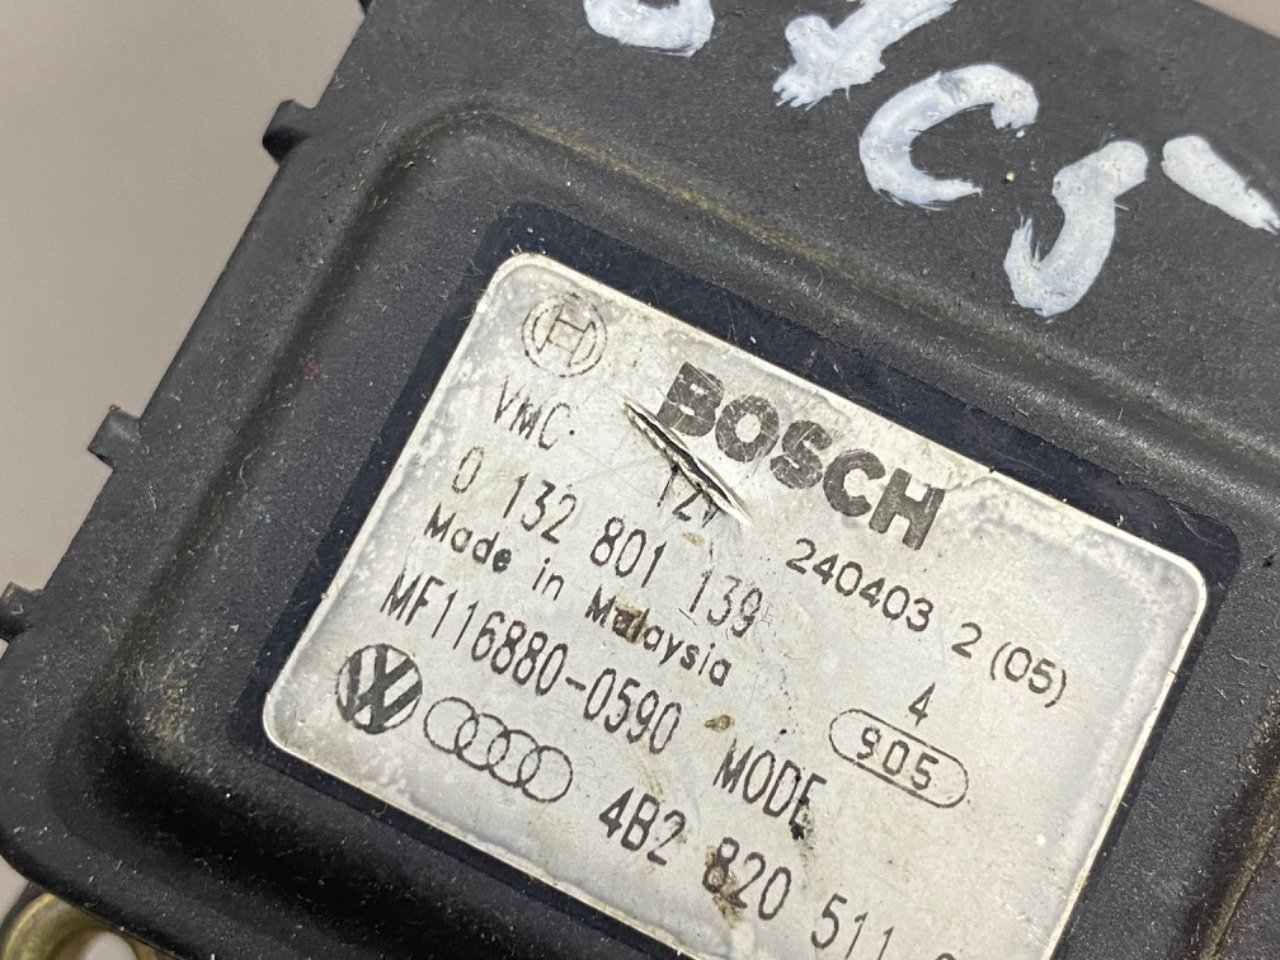 C5-
BOSCH
VMC
12V
240403 2 (05)
0 132 801 139
Made in Malaysia
4
905
MF116880-0590 MODE
4B2 820 511